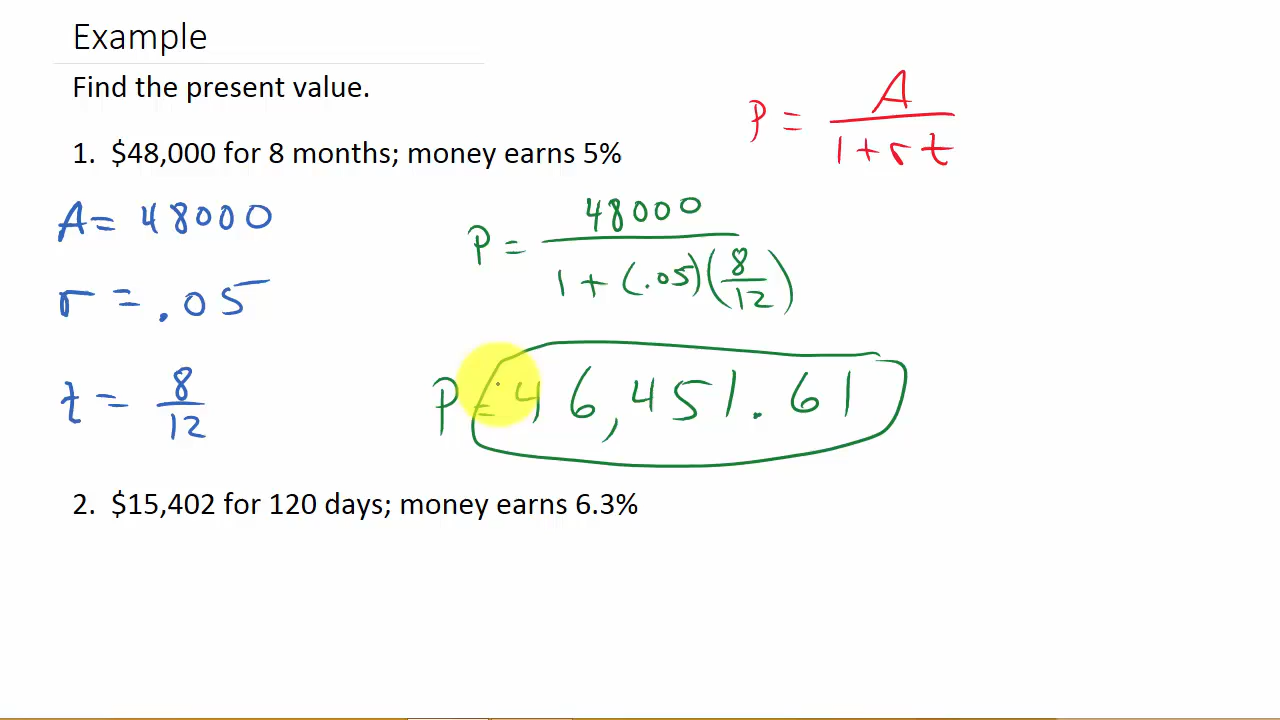 Example
Find the present value.
P = A / 1 + r t
1. $48,000 for 8 months; money earns 5%
A = 48000
P = 48000 / 1 + (.05)(8/12)
r = .05
t = 8/12
P = 46,451.61
2. $15,402 for 120 days; money earns 6.3%